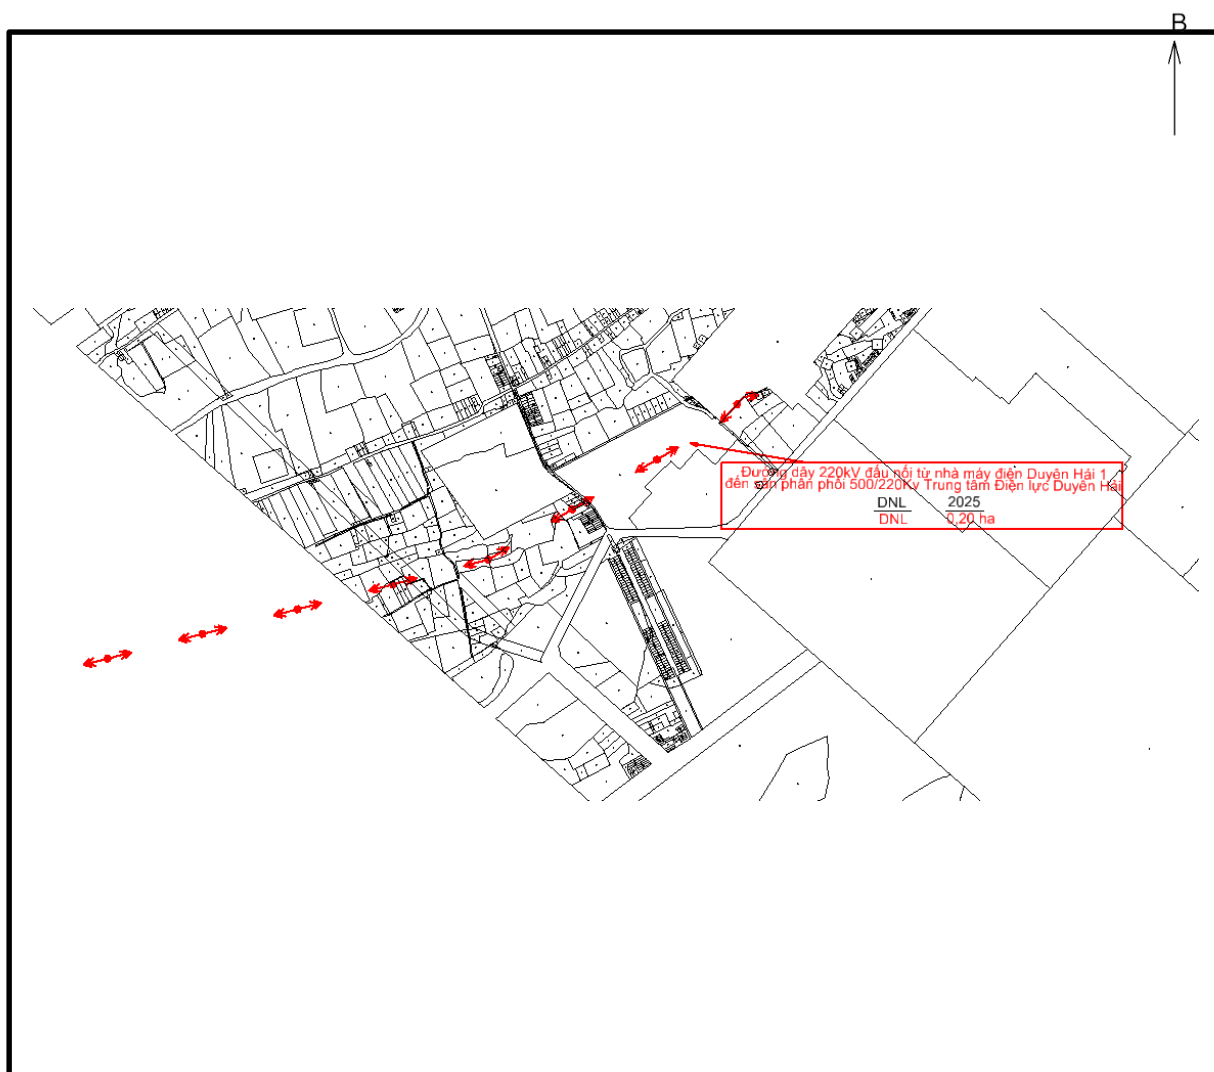 B
Đường dây 220kV đấu nối từ nhà máy điện Duyên Hải 1
đến sân phân phối 500/220Kv Trung tâm Điện lực Duyên Hải
DNL 2025
DNL 0,20 ha